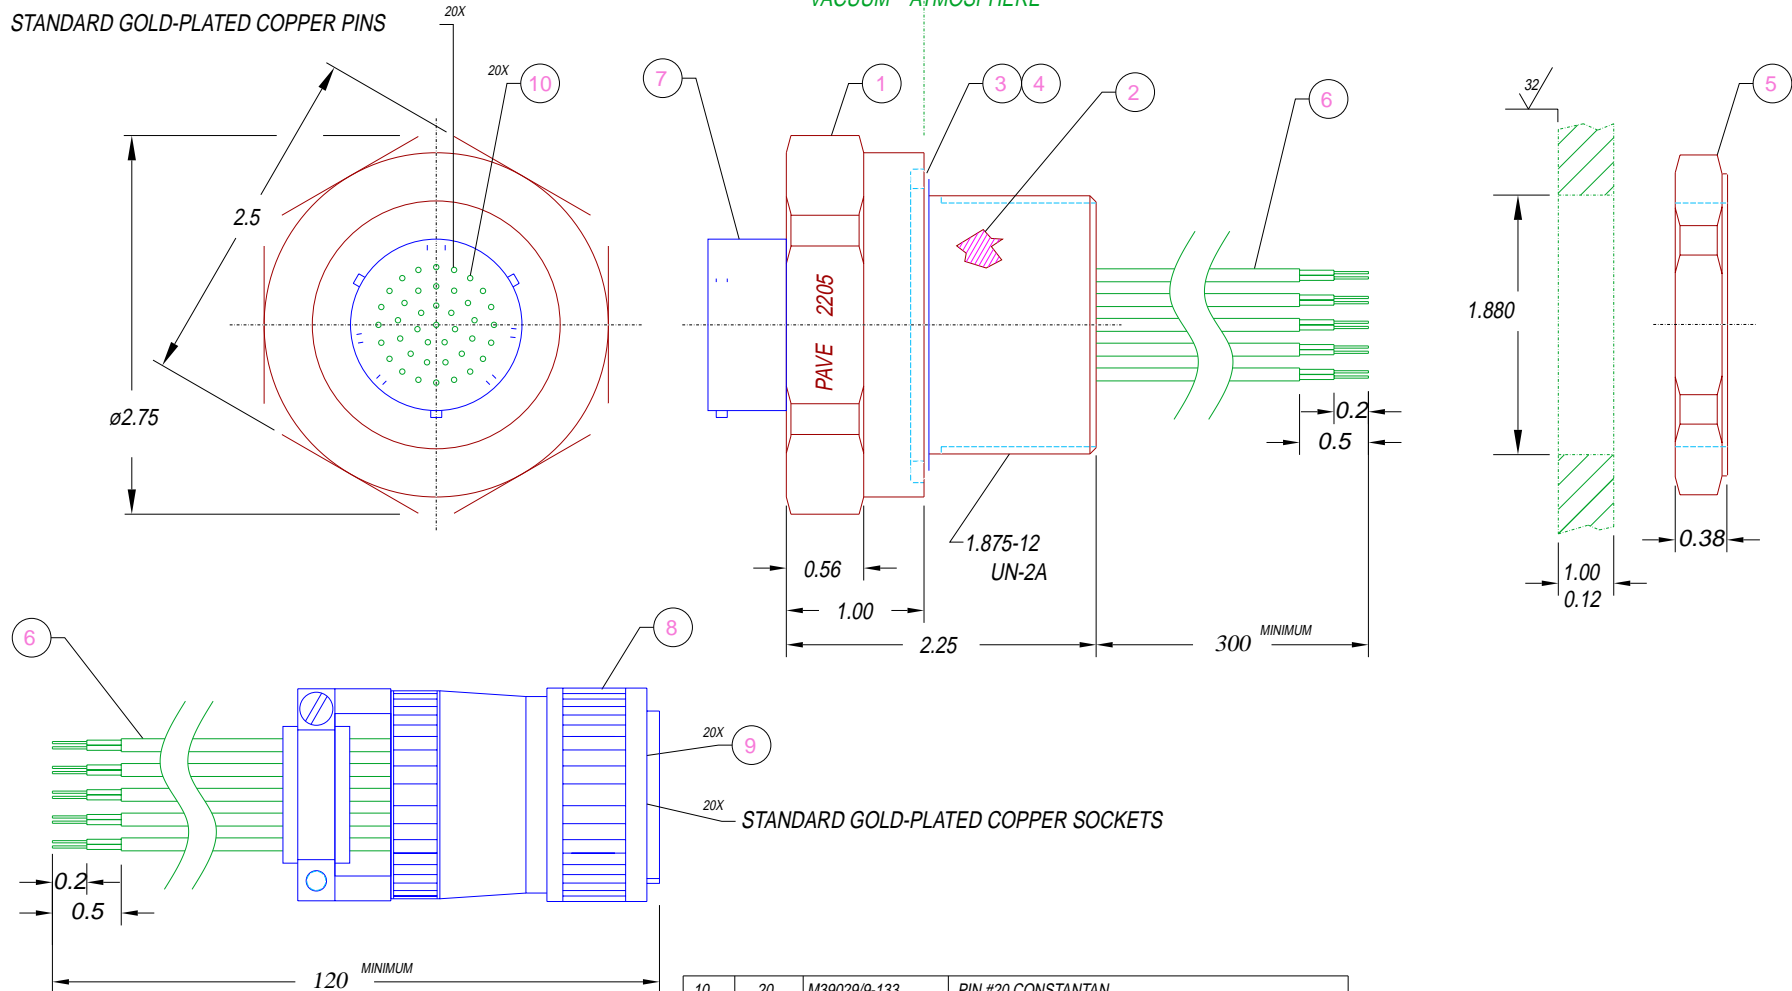 VACUUM ATMOSPHERE
STANDARD GOLD-PLATED COPPER PINS
20X
20X
10
7
1
3
4
2
6
32
5
2.5
ø2.75
PAVE 2205
1.880
0.2
0.5
1.875-12
UN-2A
0.56
1.00
2.25
300 MINIMUM
0.38
1.00
0.12
6
8
20X
9
20X
STANDARD GOLD-PLATED COPPER SOCKETS
0.2
0.5
120 MINIMUM
10 20 M39029/9-133 PIN #20 CONSTANTAN